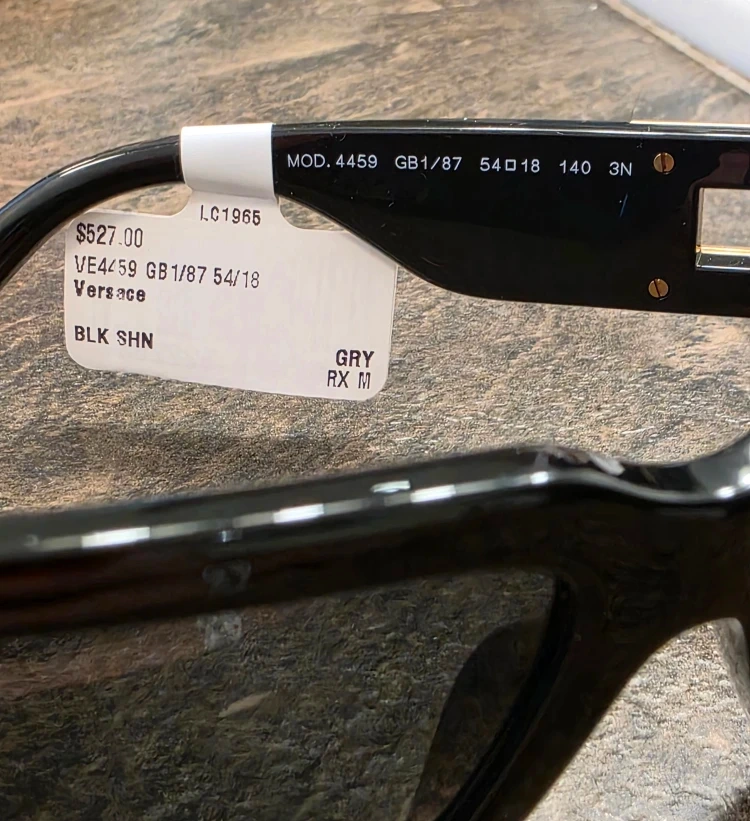 MOD. 4459 GB1/87 54□18 140 3N
LC1965
$527.00
VE4459 GB1/87 54/18
Versace
BLK SHN
GRY
RX M